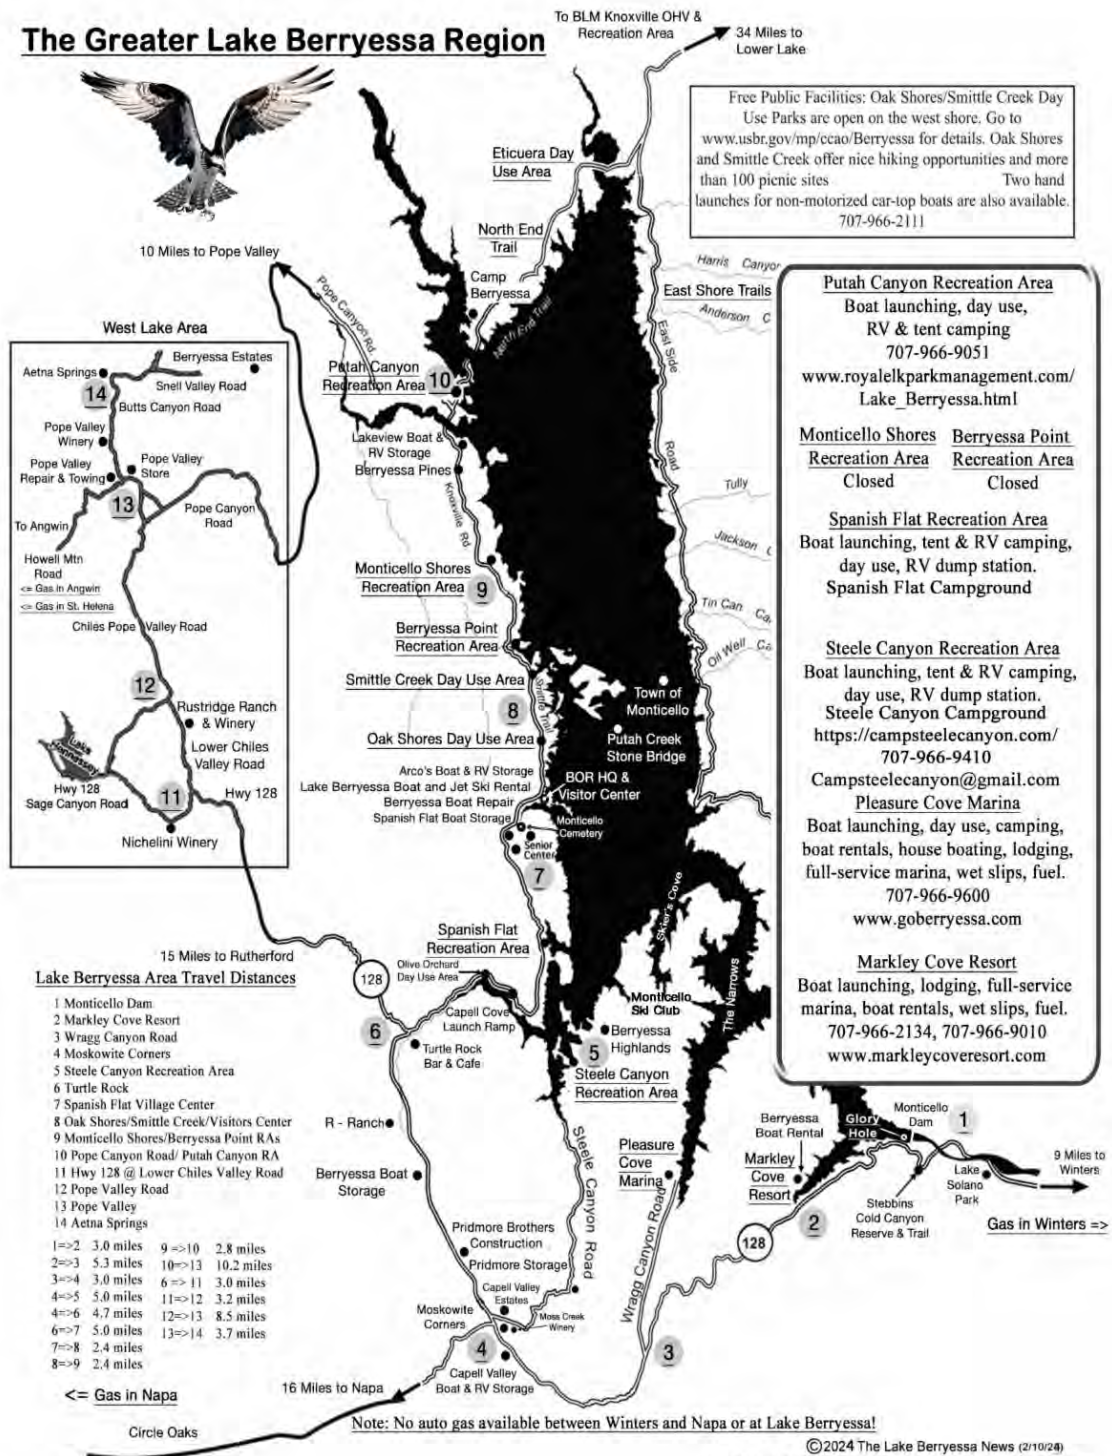 The Greater Lake Berryessa Region
To BLM Knoxville OHV &
Recreation Area
34 Miles to
Lower Lake
Free Public Facilities: Oak Shores/Smittle Creek Day
Use Parks are open on the west shore. Go to
www.usbr.gov/mp/ccao/Berryessa for details. Oak Shores
and Smittle Creek offer nice hiking opportunities and more
than 100 picnic sites Two hand
launches for non-motorized car-top boats are also available.
707-966-2111
Eticuera Day
Use Area
North End
Trail
10 Miles to Pope Valley
Camp
Berryessa
North End Trail
Pope Canyon Rd.
Harris Canyon
East Shore Trails
Anderson C
East Side
Road
Putah Canyon
Recreation Area
10
Lakeview Boat &
RV Storage
Berryessa Pines
Knoxville Rd
Tully
Jackson C
Tin Can Ca
Oil Well Ca
West Lake Area
Berryessa Estates
Aetna Springs
Snell Valley Road
14
Butts Canyon Road
Pope Valley
Winery
Pope Valley
Store
Pope Valley
Repair & Towing
13
Pope Canyon
Road
To Angwin
Howell Mtn
Road
<= Gas in Angwin
<= Gas in St. Helena
Chiles Pope Valley Road
12
Rustridge Ranch
& Winery
Lower Chiles
Valley Road
Lake
Hennessey
Hwy 128
Sage Canyon Road
11
Hwy 128
Nichelini Winery
Monticello Shores
Recreation Area
9
Berryessa Point
Recreation Area
Smittle Creek Day Use Area
Smittle Trail
8
Oak Shores Day Use Area
Town of
Monticello
Putah Creek
Stone Bridge
Arco's Boat & RV Storage
Lake Berryessa Boat and Jet Ski Rental
Berryessa Boat Repair
Spanish Flat Boat Storage
BOR HQ &
Visitor Center
Monticello
Cemetery
Senior
Center
7
Skier's Cove
Spanish Flat
Recreation Area
Olive Orchard
Day Use Area
15 Miles to Rutherford
128
6
Capell Cove
Launch Ramp
Turtle Rock
Bar & Cafe
Monticello
Ski Club
The Narrows
5
Berryessa
Highlands
Steele Canyon
Recreation Area
R - Ranch
Berryessa Boat
Storage
Steele Canyon Road
Pleasure
Cove
Marina
Wragg Canyon Road
Pridmore Brothers
Construction
Pridmore Storage
Capell Valley
Estates
Moss Creek
Winery
Moskowite
Corners
4
Capell Valley
Boat & RV Storage
3
16 Miles to Napa
Circle Oaks
Putah Canyon Recreation Area
Boat launching, day use,
RV & tent camping
707-966-9051
www.royalelkparkmanagement.com/
Lake_Berryessa.html
Monticello Shores
Recreation Area
Closed
Berryessa Point
Recreation Area
Closed
Spanish Flat Recreation Area
Boat launching, tent & RV camping,
day use, RV dump station.
Spanish Flat Campground
Steele Canyon Recreation Area
Boat launching, tent & RV camping,
day use, RV dump station.
Steele Canyon Campground
https://campsteelecanyon.com/
707-966-9410
Campsteelecanyon@gmail.com
Pleasure Cove Marina
Boat launching, day use, camping,
boat rentals, house boating, lodging,
full-service marina, wet slips, fuel.
707-966-9600
www.goberryessa.com
Markley Cove Resort
Boat launching, lodging, full-service
marina, boat rentals, wet slips, fuel.
707-966-2134, 707-966-9010
www.markleycoveresort.com
Berryessa
Boat Rental
Glory
Hole
Monticello
Dam
1
Markley
Cove
Resort
2
128
Stebbins
Cold Canyon
Reserve & Trail
Lake
Solano
Park
9 Miles to
Winters
Gas in Winters =>
Lake Berryessa Area Travel Distances
1 Monticello Dam
2 Markley Cove Resort
3 Wragg Canyon Road
4 Moskowite Corners
5 Steele Canyon Recreation Area
6 Turtle Rock
7 Spanish Flat Village Center
8 Oak Shores/Smittle Creek/Visitors Center
9 Monticello Shores/Berryessa Point RAs
10 Pope Canyon Road/ Putah Canyon RA
11 Hwy 128 @ Lower Chiles Valley Road
12 Pope Valley Road
13 Pope Valley
14 Aetna Springs
1=>2 3.0 miles 9 =>10 2.8 miles
2=>3 5.3 miles 10=>13 10.2 miles
3=>4 3.0 miles 6 => 11 3.0 miles
4=>5 5.0 miles 11=>12 3.2 miles
4=>6 4.7 miles 12=>13 8.5 miles
6=>7 5.0 miles 13=>14 3.7 miles
7=>8 2.4 miles
8=>9 2.4 miles
<= Gas in Napa
Note: No auto gas available between Winters and Napa or at Lake Berryessa!
©2024 The Lake Berryessa News (2/10/24)